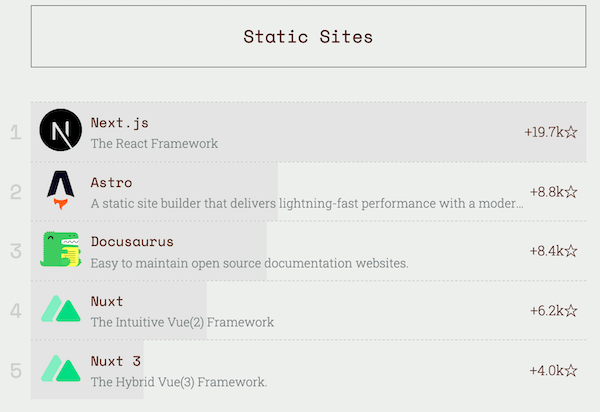 Static Sites
1
Next.js
The React Framework
+19.7k☆
2
Astro
A static site builder that delivers lightning-fast performance with a moder...
+8.8k☆
3
Docusaurus
Easy to maintain open source documentation websites.
+8.4k☆
4
Nuxt
The Intuitive Vue(2) Framework
+6.2k☆
5
Nuxt 3
The Hybrid Vue(3) Framework.
+4.0k☆